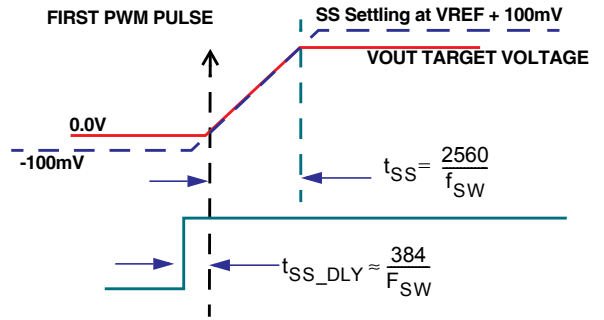 FIRST PWM PULSE
SS Settling at VREF + 100mV
VOUT TARGET VOLTAGE
0.0V
-100mV
tSS= 2560/fSW
tSS_DLY ≈ 384/FSW